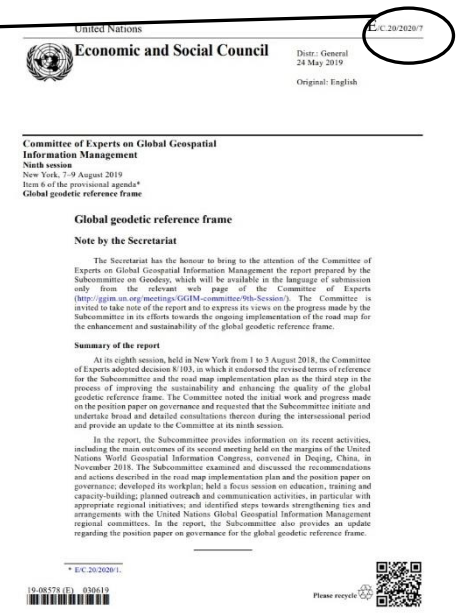 United Nations
E/C.20/2020/7
Economic and Social Council
Distr.: General
24 May 2019
Original: English
Committee of Experts on Global Geospatial
Information Management
Ninth session
New York, 7–9 August 2019
Item 6 of the provisional agenda*
Global geodetic reference frame
Global geodetic reference frame
Note by the Secretariat
The Secretariat has the honour to bring to the attention of the Committee of
Experts on Global Geospatial Information Management the report prepared by the
Subcommittee on Geodesy, which will be available in the language of submission
only from the relevant web page of the Committee of Experts
(http://ggim.un.org/meetings/GGIM-committee/9th-Session/). The Committee is
invited to take note of the report and to express its views on the progress made by the
Subcommittee in its efforts towards the ongoing implementation of the road map for
the enhancement and sustainability of the global geodetic reference frame.
Summary of the report
At its eighth session, held in New York from 1 to 3 August 2018, the Committee
of Experts adopted decision 8/103, in which it endorsed the revised terms of reference
for the Subcommittee and the road map implementation plan as the third step in the
process of improving the sustainability and enhancing the quality of the global
geodetic reference frame. The Committee noted the initial work and progress made
on the position paper on governance and requested that the Subcommittee initiate and
undertake broad and detailed consultations thereon during the intersessional period
and provide an update to the Committee at its ninth session.
In the report, the Subcommittee provides information on its recent activities,
including the main outcomes of its second meeting held on the margins of the United
Nations World Geospatial Information Congress, convened in Deqing, China, in
November 2018. The Subcommittee examined and discussed the recommendations
and actions described in the road map implementation plan and the position paper on
governance; developed its workplan; held a focus session on education, training and
capacity-building; planned outreach and communication activities, in particular with
appropriate regional initiatives; and identified steps towards strengthening ties and
arrangements with the United Nations Global Geospatial Information Management
regional committees. In the report, the Subcommittee also provides an update
regarding the position paper on governance for the global geodetic reference frame.
* E/C.20/2020/1.
19-08578 (E) 030619
Please recycle